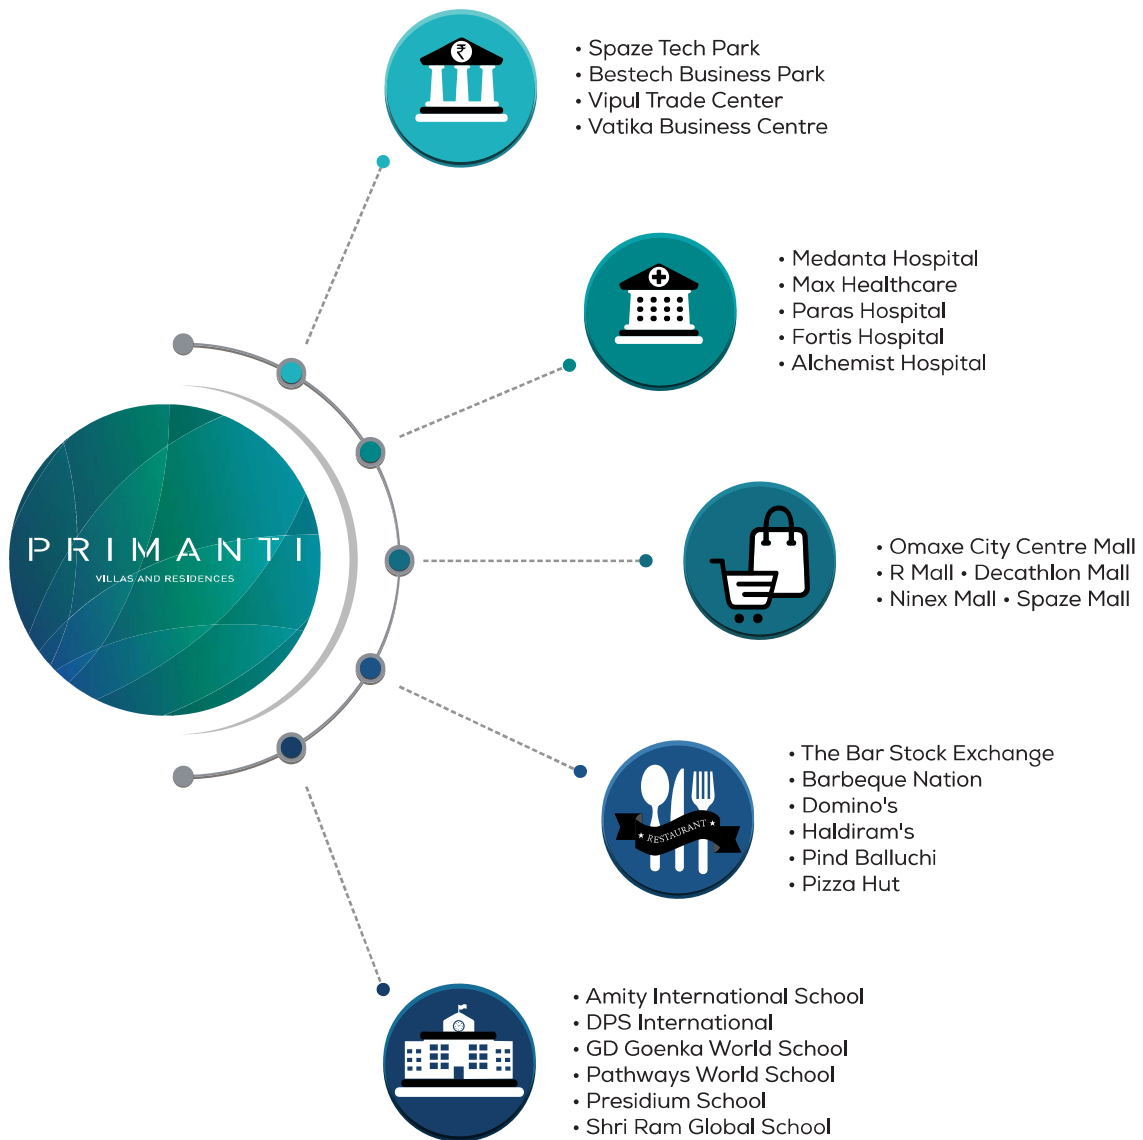 ₹
• Spaze Tech Park
• Bestech Business Park
• Vipul Trade Center
• Vatika Business Centre
• Medanta Hospital
• Max Healthcare
• Paras Hospital
• Fortis Hospital
• Alchemist Hospital
PRIMANTI
VILLAS AND RESIDENCES
• Omaxe City Centre Mall
• R Mall • Decathlon Mall
• Ninex Mall • Spaze Mall
RESTAURANT
• The Bar Stock Exchange
• Barbeque Nation
• Domino's
• Haldiram's
• Pind Balluchi
• Pizza Hut
• Amity International School
• DPS International
• GD Goenka World School
• Pathways World School
• Presidium School
• Shri Ram Global School